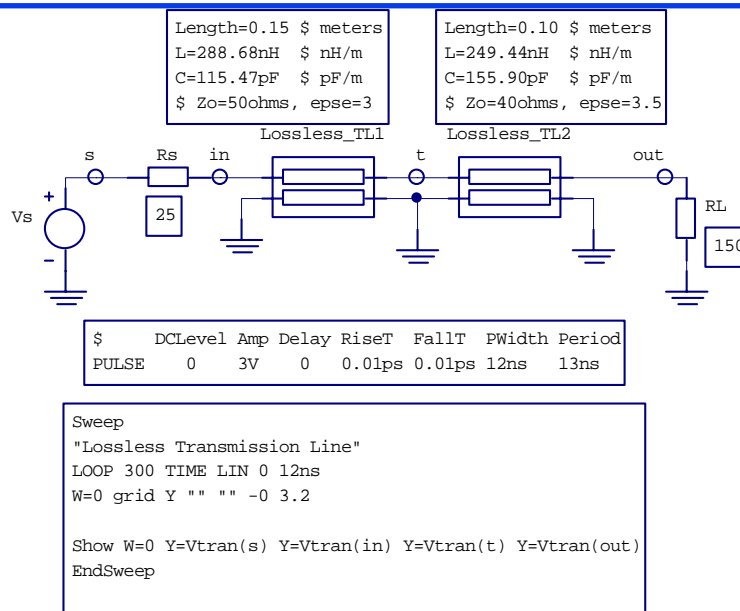 Length=0.15 $ meters
L=288.68nH $ nH/m
C=115.47pF $ pF/m
$ Zo=50ohms, epse=3
Length=0.10 $ meters
L=249.44nH $ nH/m
C=155.90pF $ pF/m
$ Zo=40ohms, epse=3.5
Lossless_TL1
Lossless_TL2
s
Rs
in
t
out
+
Vs
-
25
RL
150
$ DCLevel Amp Delay RiseT FallT PWidth Period
PULSE 0 3V 0 0.01ps 0.01ps 12ns 13ns
Sweep
"Lossless Transmission Line"
LOOP 300 TIME LIN 0 12ns
W=0 grid Y "" "" -0 3.2
Show W=0 Y=Vtran(s) Y=Vtran(in) Y=Vtran(t) Y=Vtran(out)
EndSweep